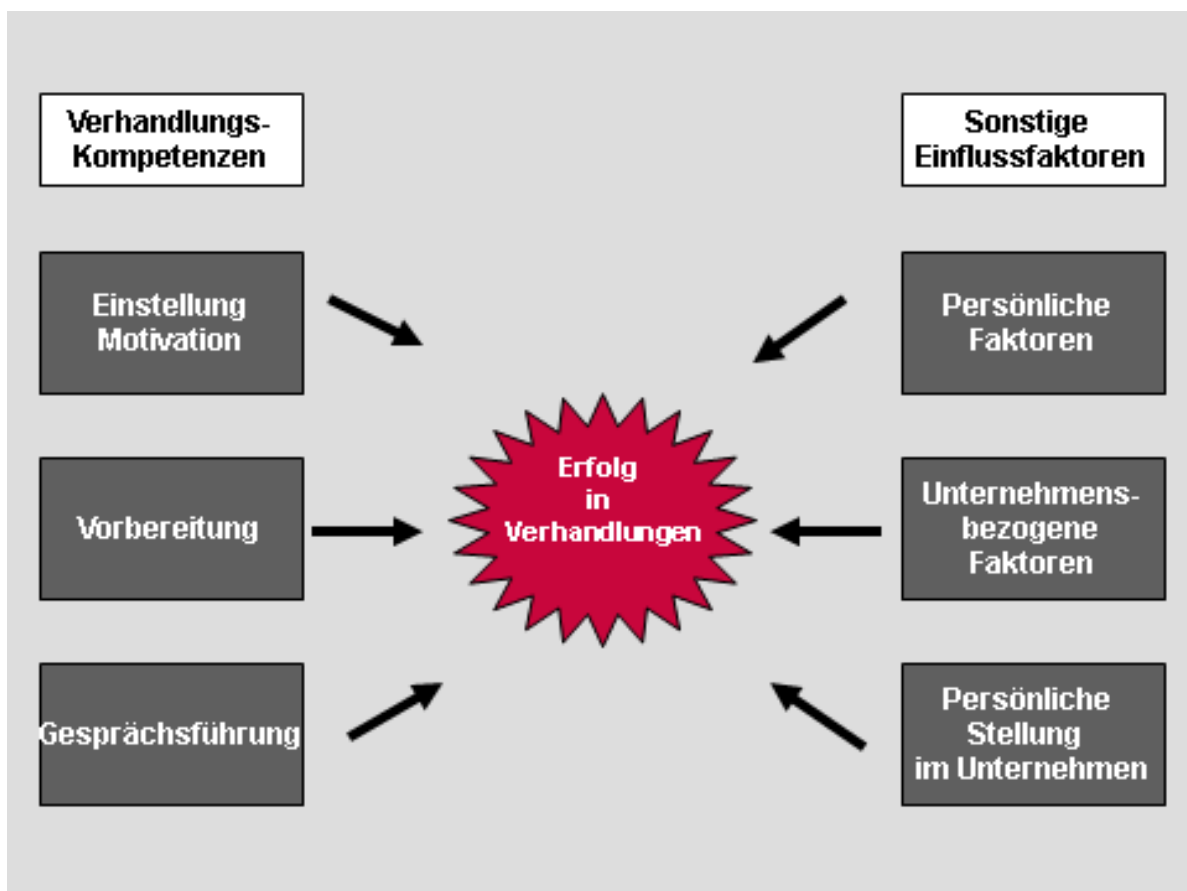 Verhandlungs-
Kompetenzen
Einstellung
Motivation
Vorbereitung
Gesprächsführung
Erfolg
in
Verhandlungen
Sonstige
Einflussfaktoren
Persönliche
Faktoren
Unternehmens-
bezogene
Faktoren
Persönliche
Stellung
im Unternehmen